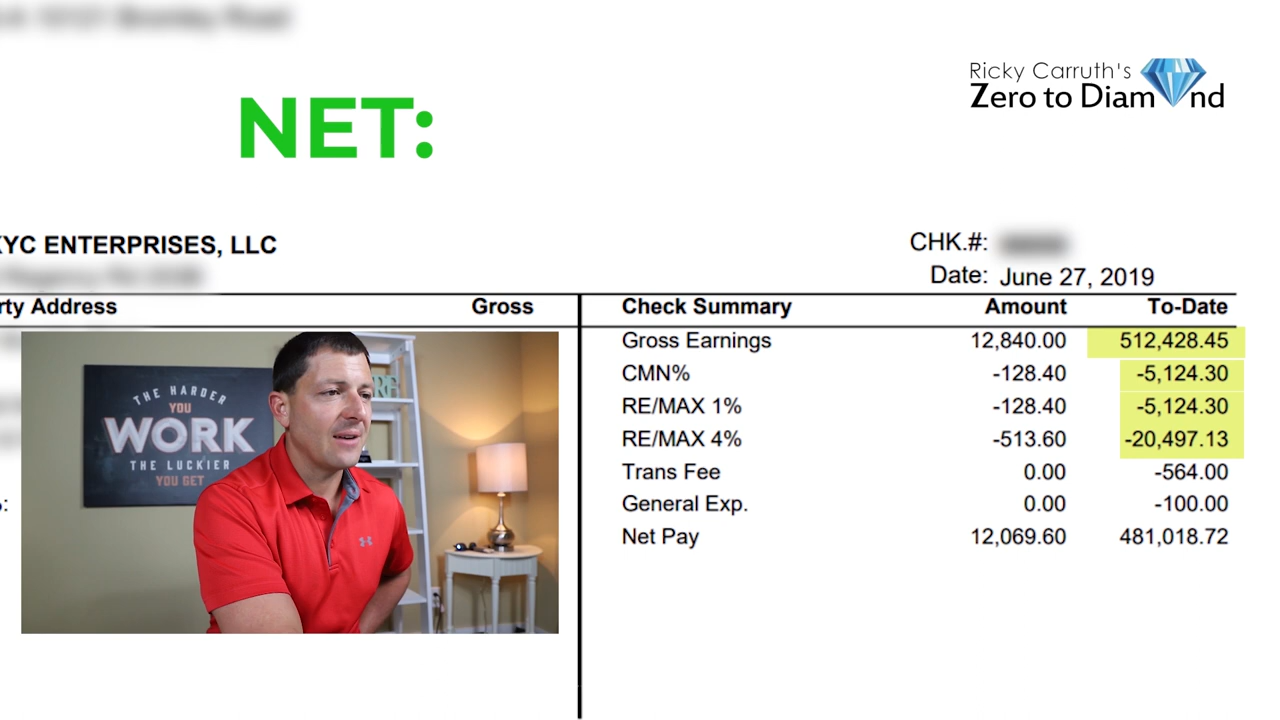 Bromley Road
Ricky Carruth's
Zero to Diam nd
NET:
YC ENTERPRISES, LLC
CHK.#:
Date: June 27, 2019
rty Address Gross Check Summary Amount To-Date
Gross Earnings 12,840.00 512,428.45
CMN% -128.40 -5,124.30
RE/MAX 1% -128.40 -5,124.30
RE/MAX 4% -513.60 -20,497.13
Trans Fee 0.00 -564.00
General Exp. 0.00 -100.00
Net Pay 12,069.60 481,018.72
THE HARDER
YOU
WORK
THE LUCKIER
YOU GET